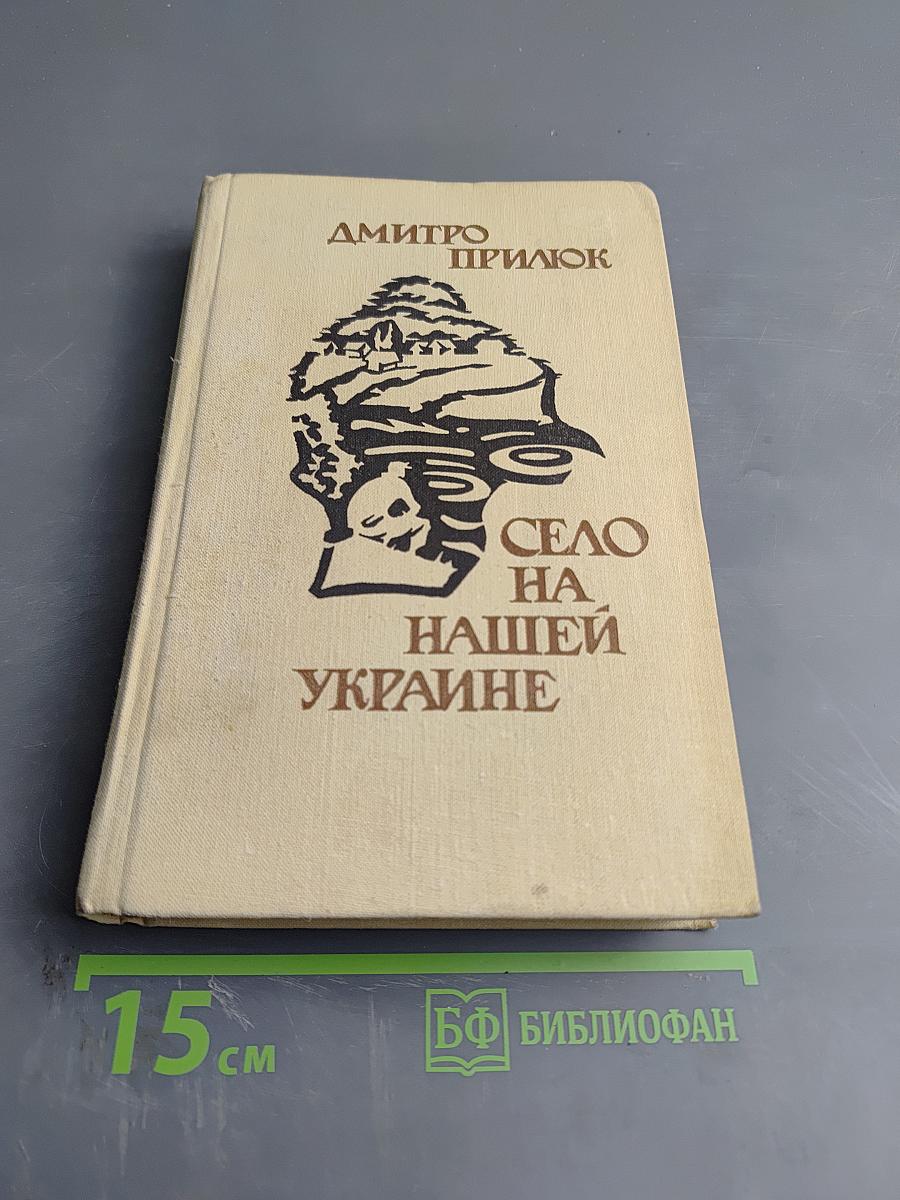 ДМИТРО
ПРИЛЮК
СЕЛО
НА
НАШЕЙ
УКРАИНЕ
15 см
БФ БИБЛИОФАН